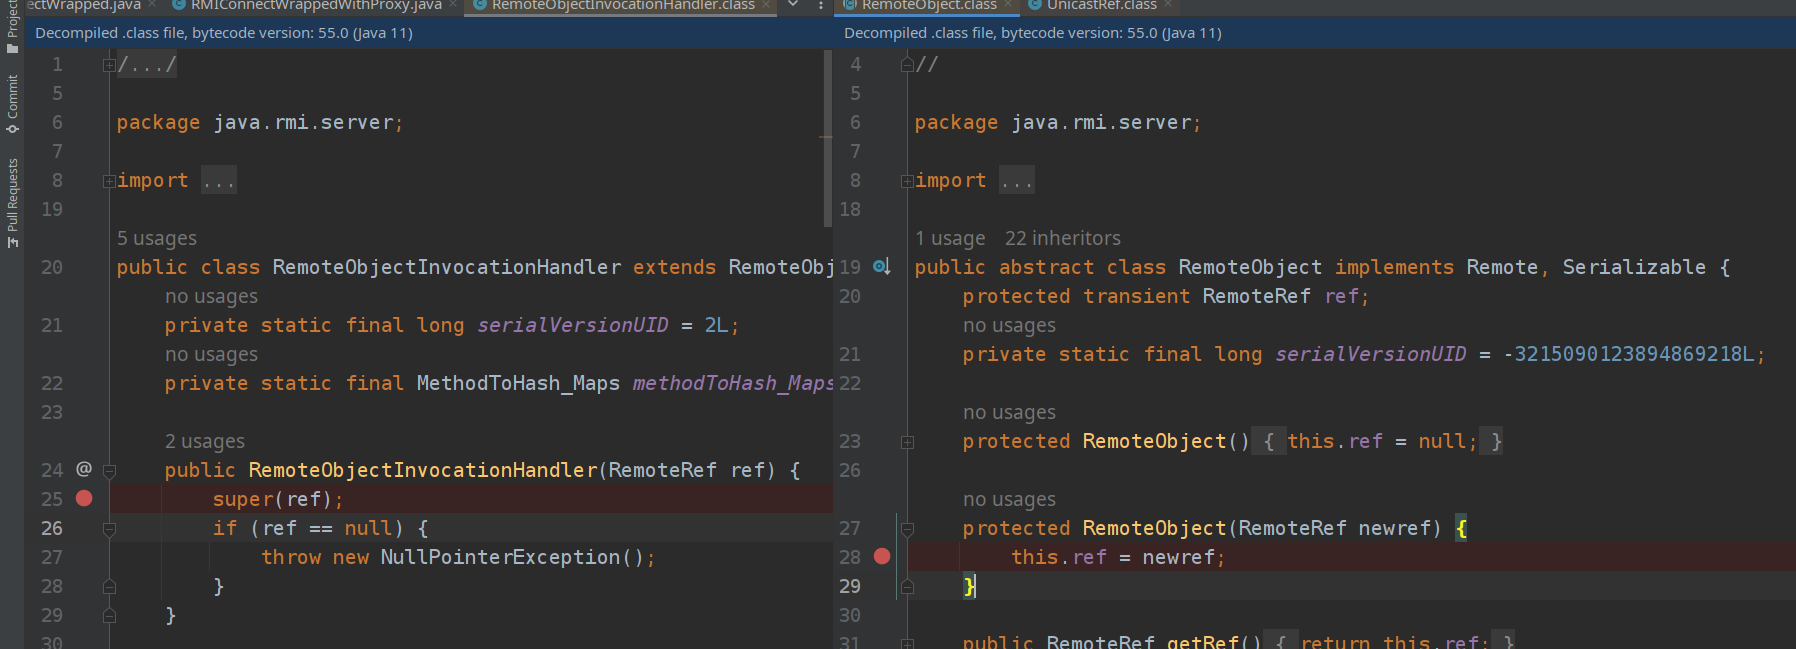 Project
Commit
Pull Requests
ectWrapped.java
RMIConnectWrappedWithProxy.java
RemoteObjectInvocationHandler.class
Decompiled .class file, bytecode version: 55.0 (Java 11)
1 /.../
5
6 package java.rmi.server;
7
8 import ...
19
5 usages
20 public class RemoteObjectInvocationHandler extends RemoteObj
no usages
21 private static final long serialVersionUID = 2L;
no usages
22 private static final MethodToHash_Maps methodToHash_Maps
23
2 usages
24 @ public RemoteObjectInvocationHandler(RemoteRef ref) {
25 super(ref);
26 if (ref == null) {
27 throw new NullPointerException();
28 }
29 }
30
RemoteObject.class
UnicastRef.class
Decompiled .class file, bytecode version: 55.0 (Java 11)
4 //
5
6 package java.rmi.server;
7
8 import ...
18
1 usage 22 inheritors
19 public abstract class RemoteObject implements Remote, Serializable {
20 protected transient RemoteRef ref;
no usages
21 private static final long serialVersionUID = -3215090123894869218L;
22
no usages
23 protected RemoteObject() { this.ref = null; }
26
no usages
27 protected RemoteObject(RemoteRef newref) {
28 this.ref = newref;
29 }
30
31 public RemoteRef getRef() { return this.ref; }